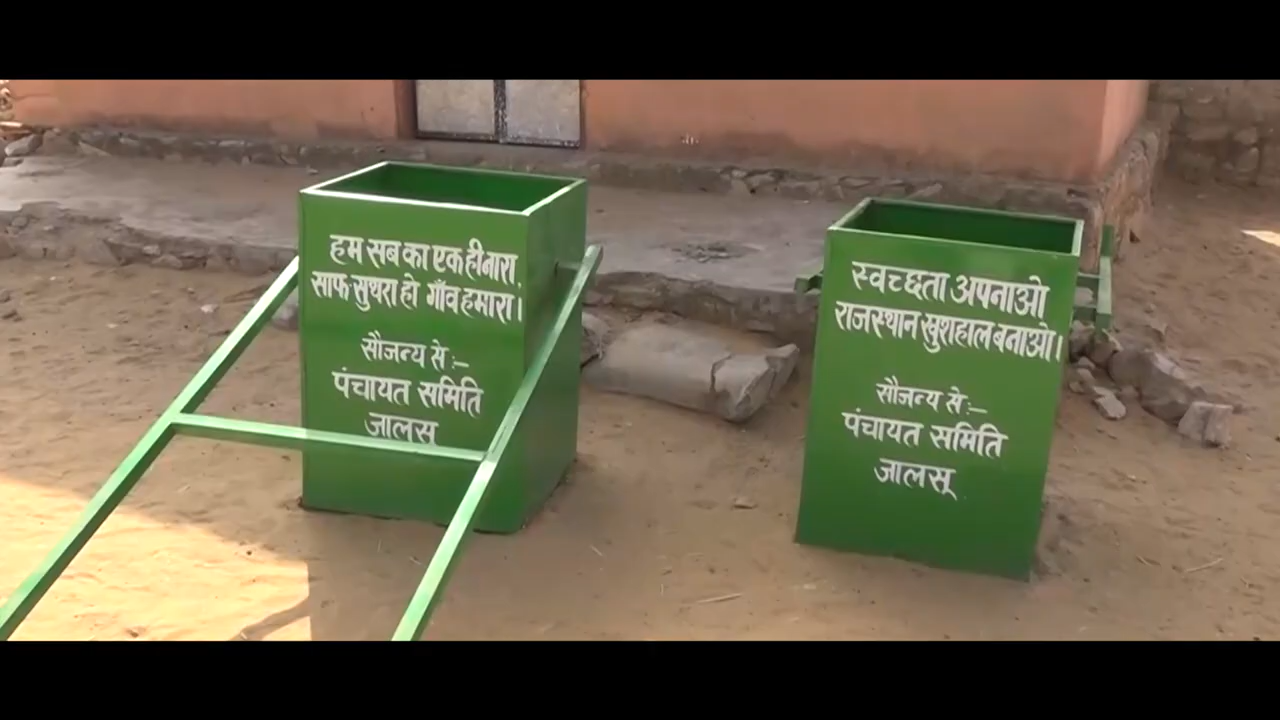 हम सब का एक ही नारा,
साफ सुथरा हो गाँव हमारा।
सौजन्य से :–
पंचायत समिति
जालसू
स्वच्छता अपनाओ
राजस्थान खुशहाल बनाओ।
सौजन्य से :–
पंचायत समिति
जालसू